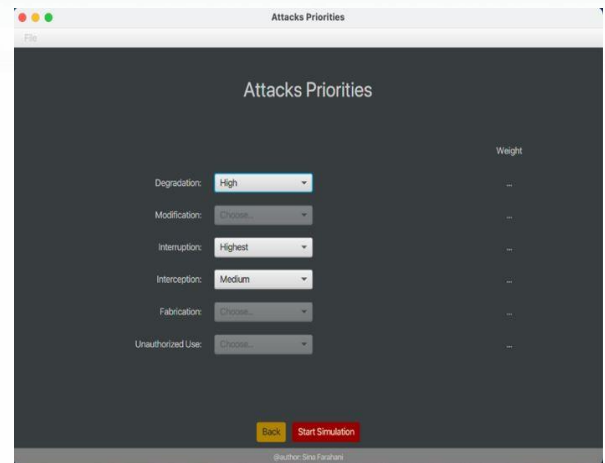 Attacks Priorities
File
Attacks Priorities
Weight
Degradation: High ...
Modification: Choose... ...
Interruption: Highest ...
Interception: Medium ...
Fabrication: Choose... ...
Unauthorized Use: Choose... ...
Back Start Simulation
@author: Sina Farahani